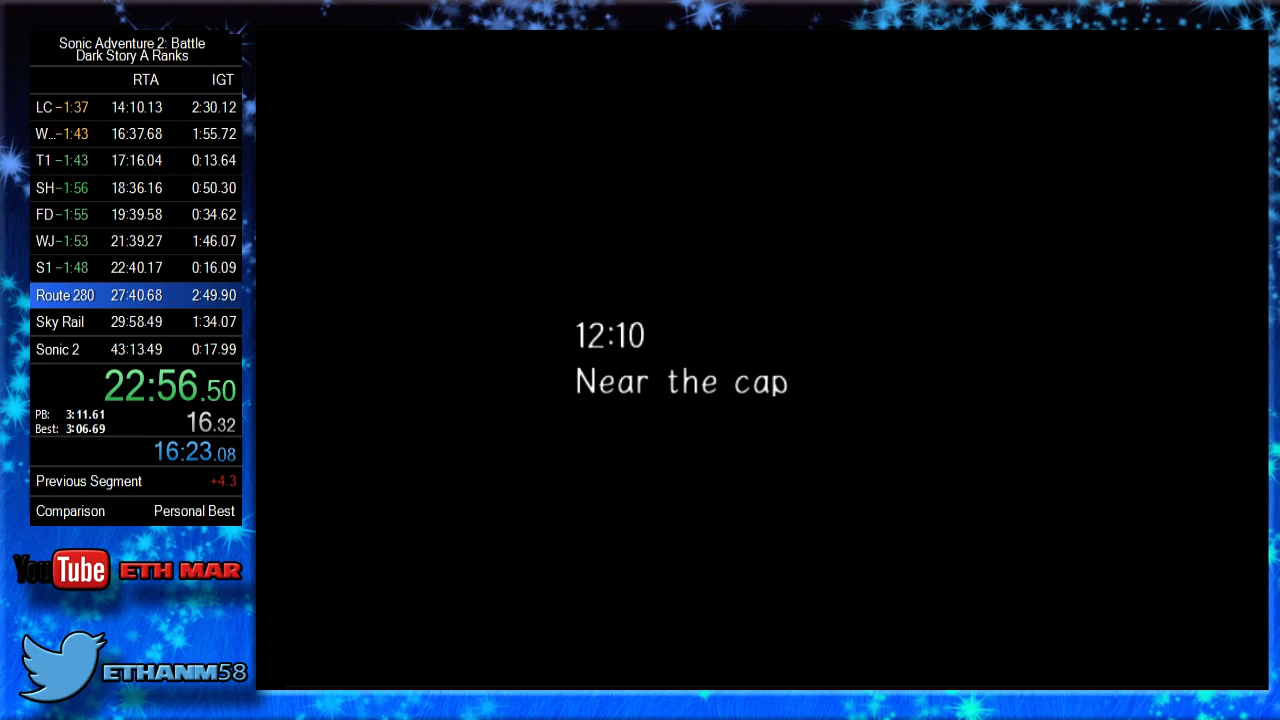 Sonic Adventure 2: Battle
Dark Story A Ranks
RTA IGT
LC -1:37 14:10.13 2:30.12
W... -1:43 16:37.68 1:55.72
T1 -1:43 17:16.04 0:13.64
SH -1:56 18:36.16 0:50.30
FD -1:55 19:39.58 0:34.62
WJ -1:53 21:39.27 1:46.07
S1 -1:48 22:40.17 0:16.09
Route 280 27:40.68 2:49.90
Sky Rail 29:58.49 1:34.07
Sonic 2 43:13.49 0:17.99
22:56.50
PB: 3:11.61
Best: 3:06.69
16.32
16:23.08
Previous Segment +4.3
Comparison Personal Best
YouTube ETH MAR
ETHANM58
12:10
Near the cap